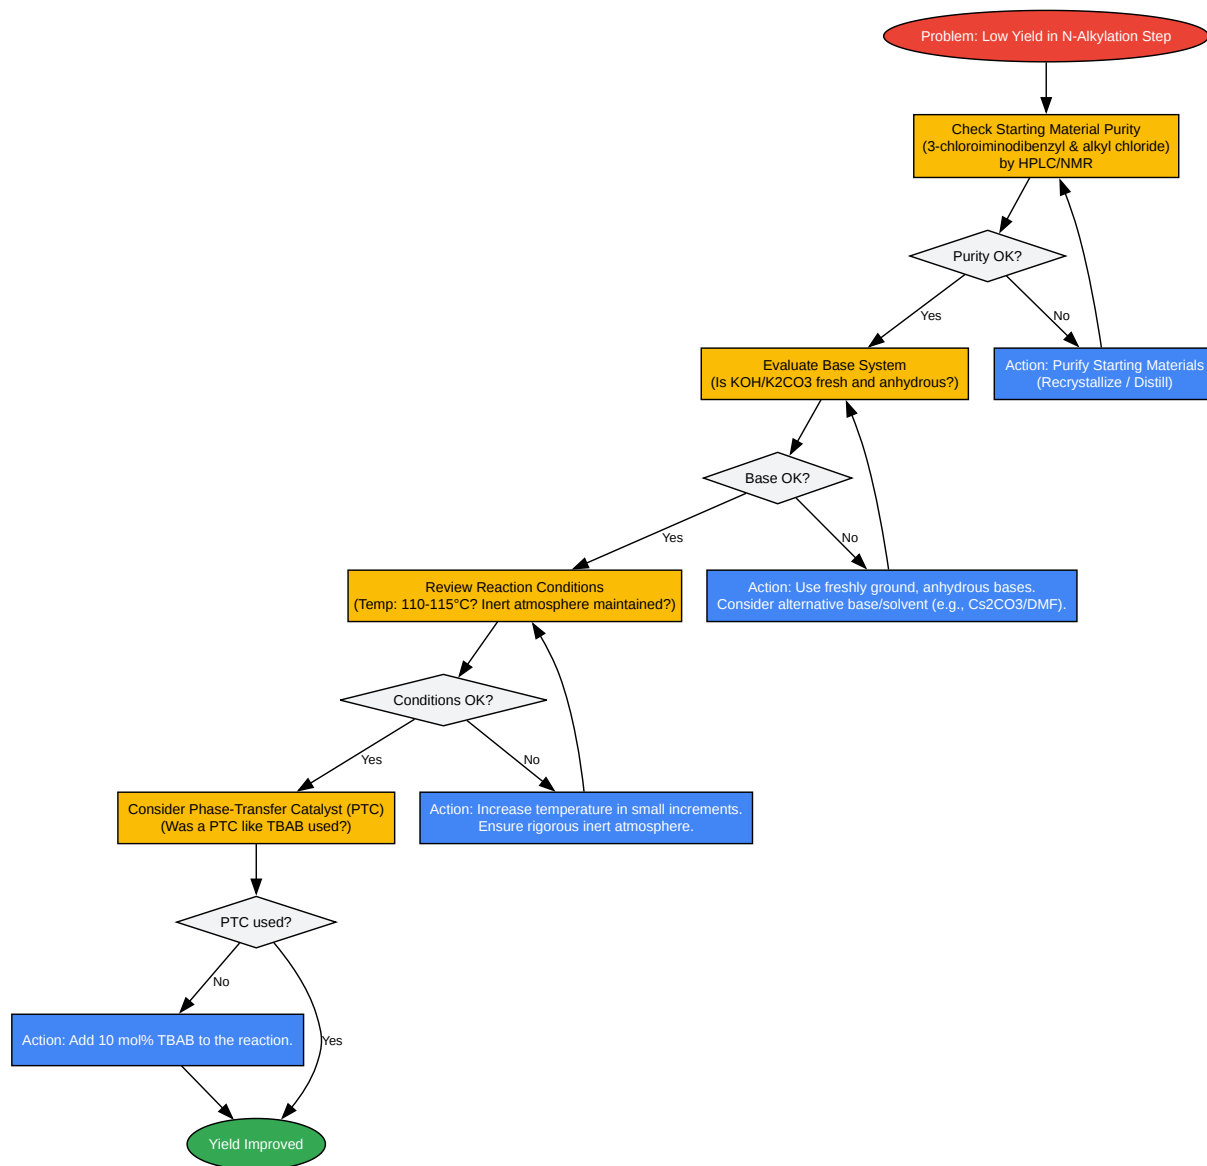 Problem: Low Yield in N-Alkylation Step
Check Starting Material Purity
(3-chloroiminodibenzyl & alkyl chloride)
by HPLC/NMR
Purity OK?
Yes
No
Evaluate Base System
(Is KOH/K2CO3 fresh and anhydrous?)
Action: Purify Starting Materials
(Recrystallize / Distill)
Base OK?
Yes
No
Review Reaction Conditions
(Temp: 110-115°C? Inert atmosphere maintained?)
Action: Use freshly ground, anhydrous bases.
Consider alternative base/solvent (e.g., Cs2CO3/DMF).
Conditions OK?
Yes
No
Consider Phase-Transfer Catalyst (PTC)
(Was a PTC like TBAB used?)
Action: Increase temperature in small increments.
Ensure rigorous inert atmosphere.
PTC used?
No
Action: Add 10 mol% TBAB to the reaction.
Yes
Yield Improved